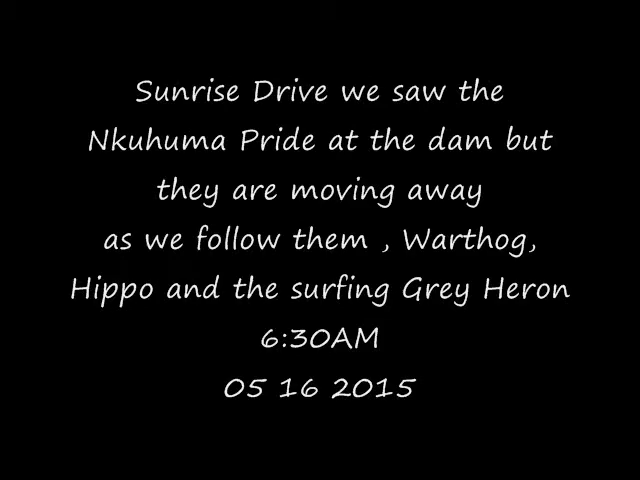 Sunrise Drive we saw the
Nkuhuma Pride at the dam but
they are moving away
as we follow them , Warthog,
Hippo and the surfing Grey Heron
6:30AM
05 16 2015